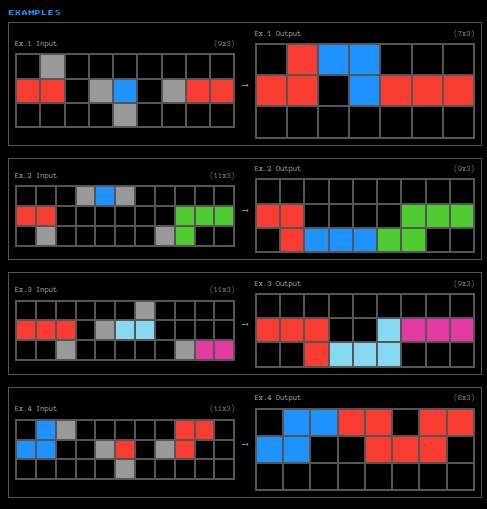 EXAMPLES
Ex.1 Input (9x3)
Ex.1 Output (7x3)
→
Ex.2 Input (11x3)
Ex.2 Output (9x3)
→
Ex.3 Input (11x3)
Ex.3 Output (9x3)
→
Ex.4 Input (11x3)
Ex.4 Output (8x3)
→